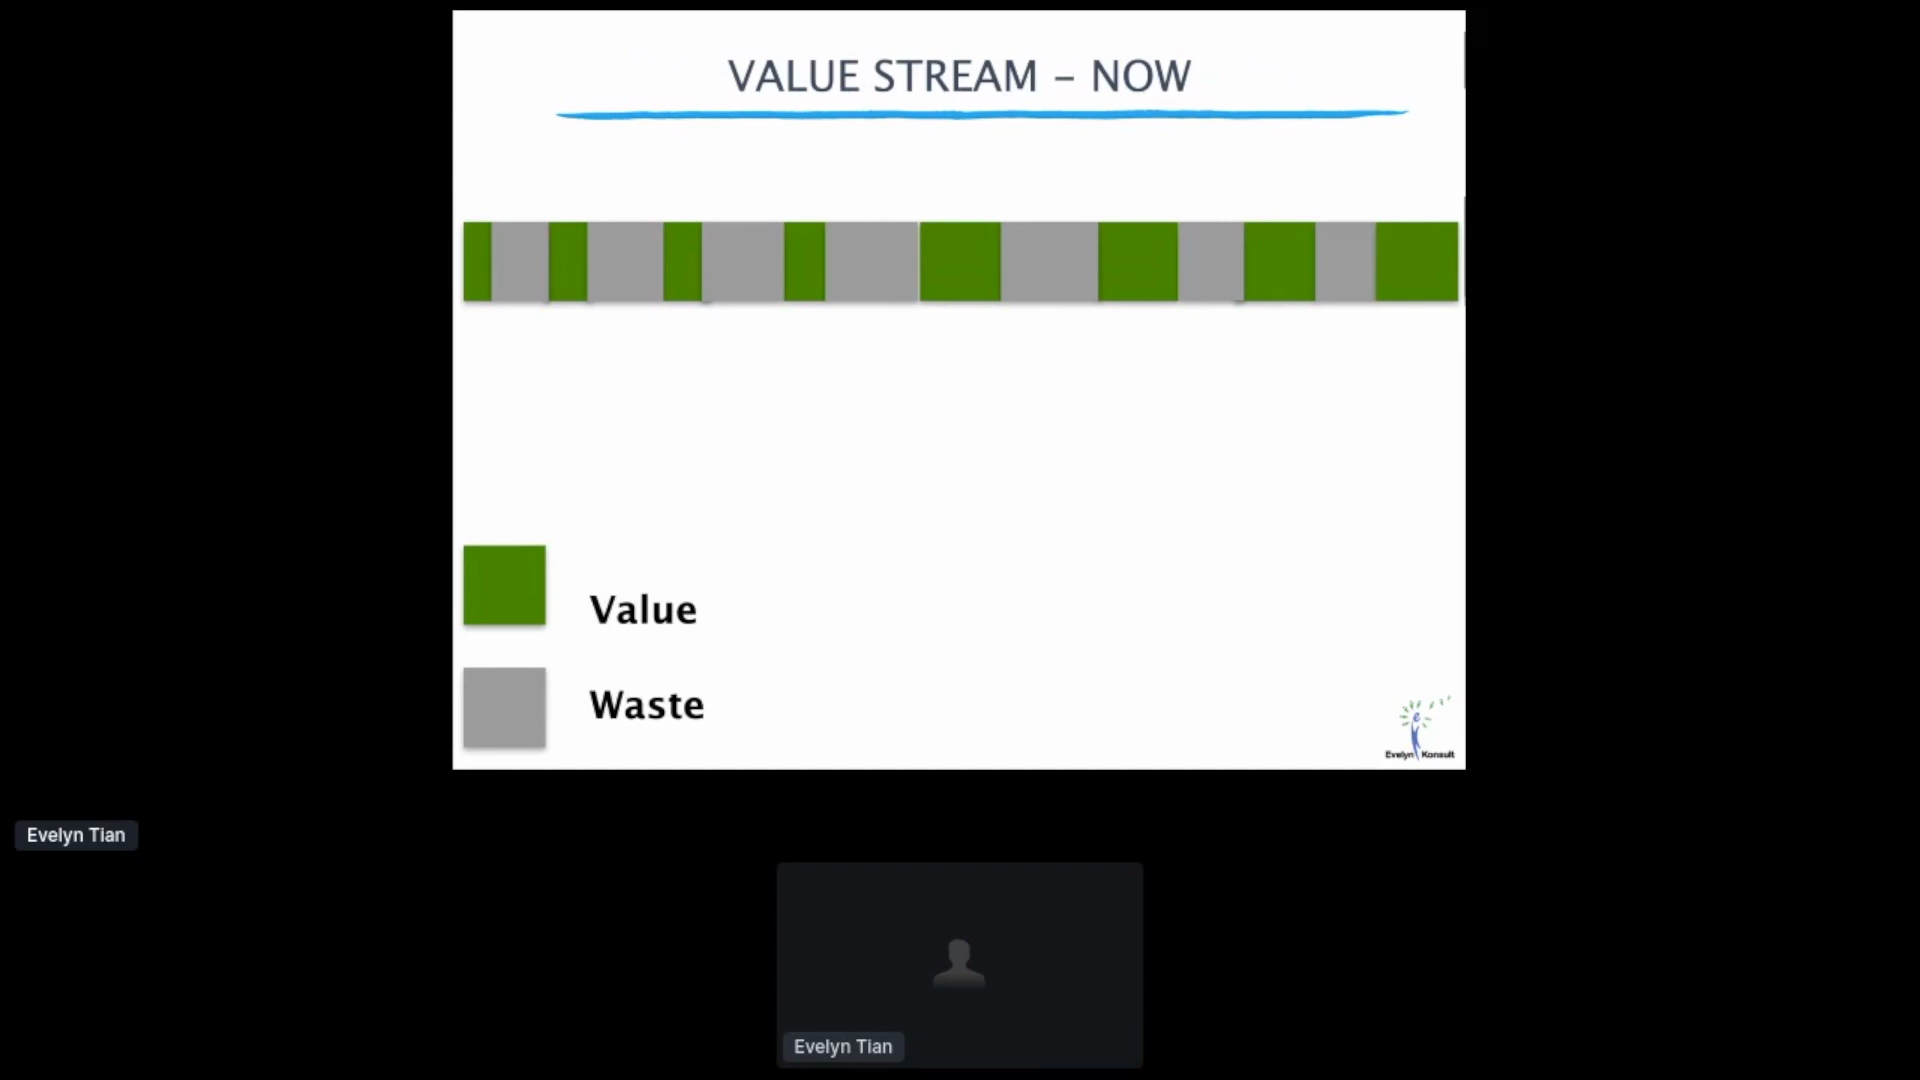 VALUE STREAM – NOW
Value
Waste
e
Evelyn Konsult
Evelyn Tian
Evelyn Tian